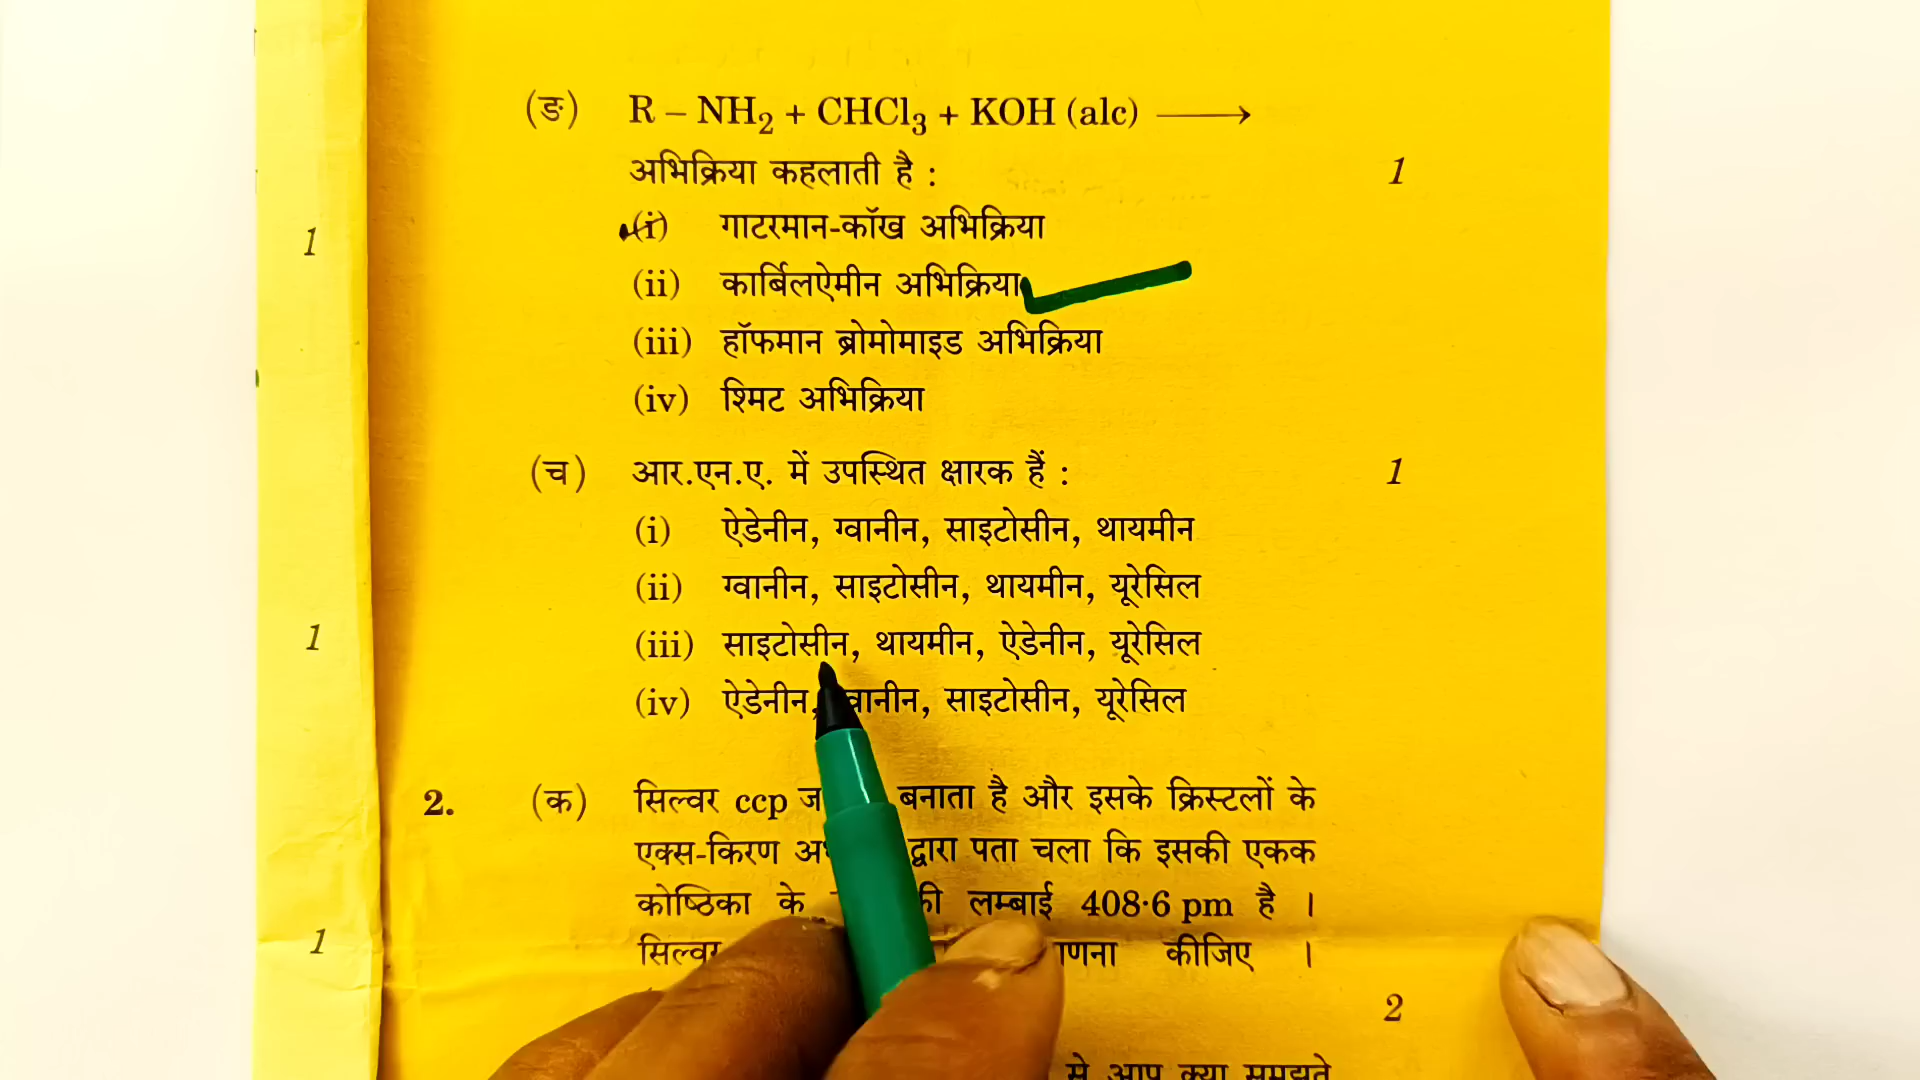 (ङ) R – NH2 + CHCl3 + KOH (alc) ⟶
अभिक्रिया कहलाती है : 1
(i) गाटरमान-कॉख अभिक्रिया
1
(ii) कार्बिलऐमीन अभिक्रिया
(iii) हॉफमान ब्रोमोमाइड अभिक्रिया
(iv) श्मिट अभिक्रिया
(च) आर.एन.ए. में उपस्थित क्षारक हैं : 1
(i) ऐडेनीन, ग्वानीन, साइटोसीन, थायमीन
(ii) ग्वानीन, साइटोसीन, थायमीन, यूरेसिल
1
(iii) साइटोसीन, थायमीन, ऐडेनीन, यूरेसिल
(iv) ऐडेनीन, ग्वानीन, साइटोसीन, यूरेसिल
2. (क) सिल्वर ccp बनाता है और इसके क्रिस्टलों के
एक्स-किरण द्वारा पता चला कि इसकी एकक
कोष्ठिका के की लम्बाई 408·6 pm है ।
1
सिल्वर कीजिए ।
2
से आप क्या समझते